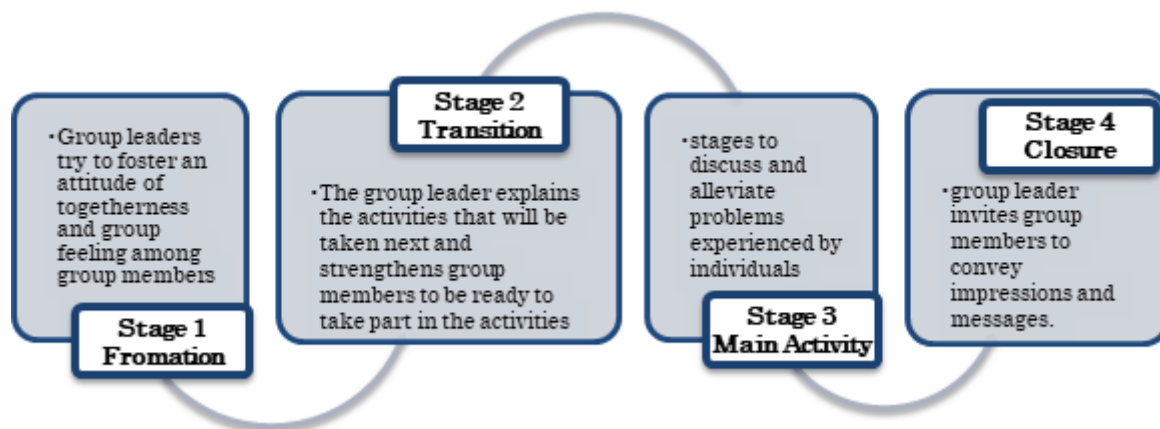 ·Group leaders
try to foster an
attitude of
togetherness
and group
feeling among
group members
Stage 1
Fromation
Stage 2
Transition
·The group leader explains
the activities that will be
taken next and
strengthens group
members to be ready to
take part in the activities
·stages to
discuss and
alleviate
problems
experienced by
individuals
Stage 3
Main Activity
Stage 4
Closure
·group leader
invites group
members to
convey
impressions and
messages.